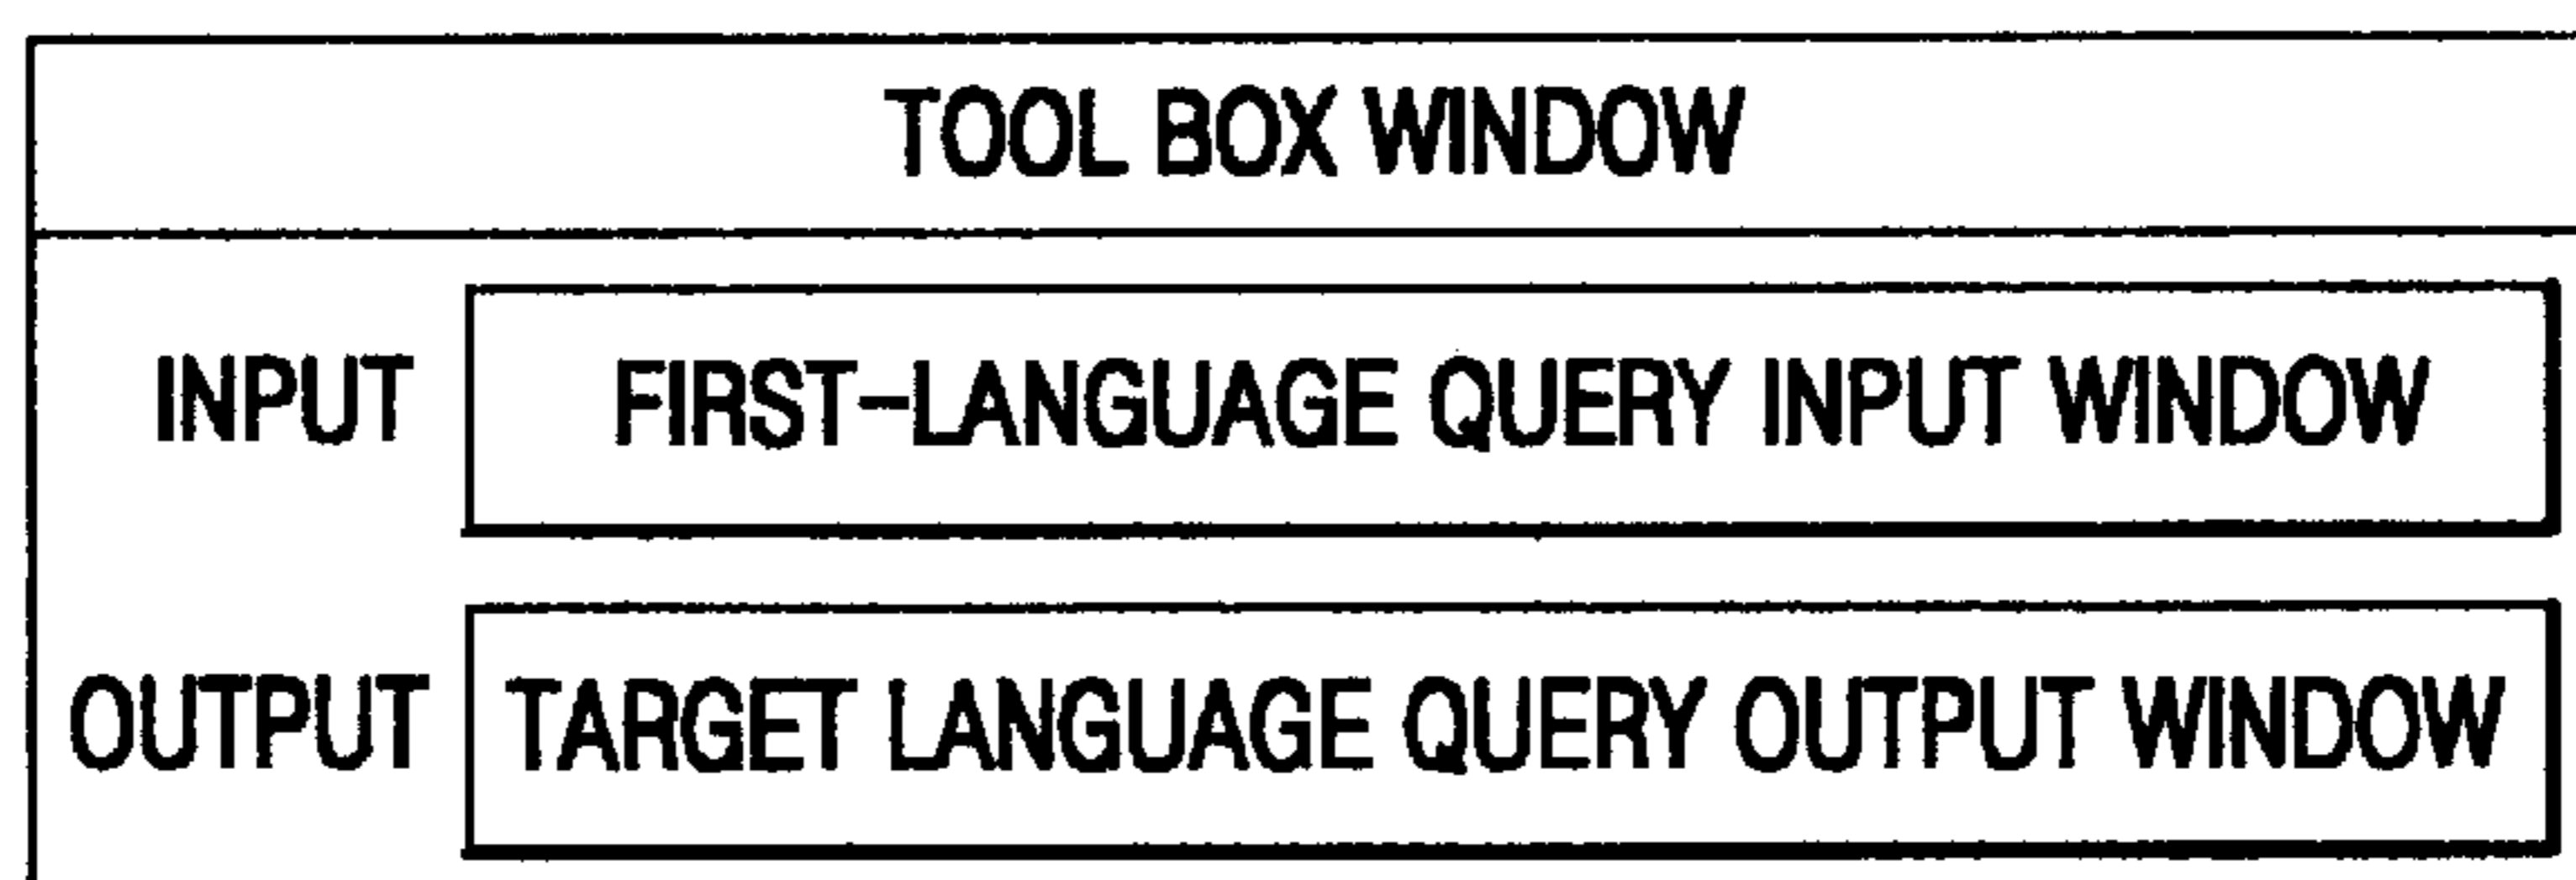 TOOL BOX WINDOW
INPUT FIRST-LANGUAGE QUERY INPUT WINDOW
OUTPUT TARGET LANGUAGE QUERY OUTPUT WINDOW